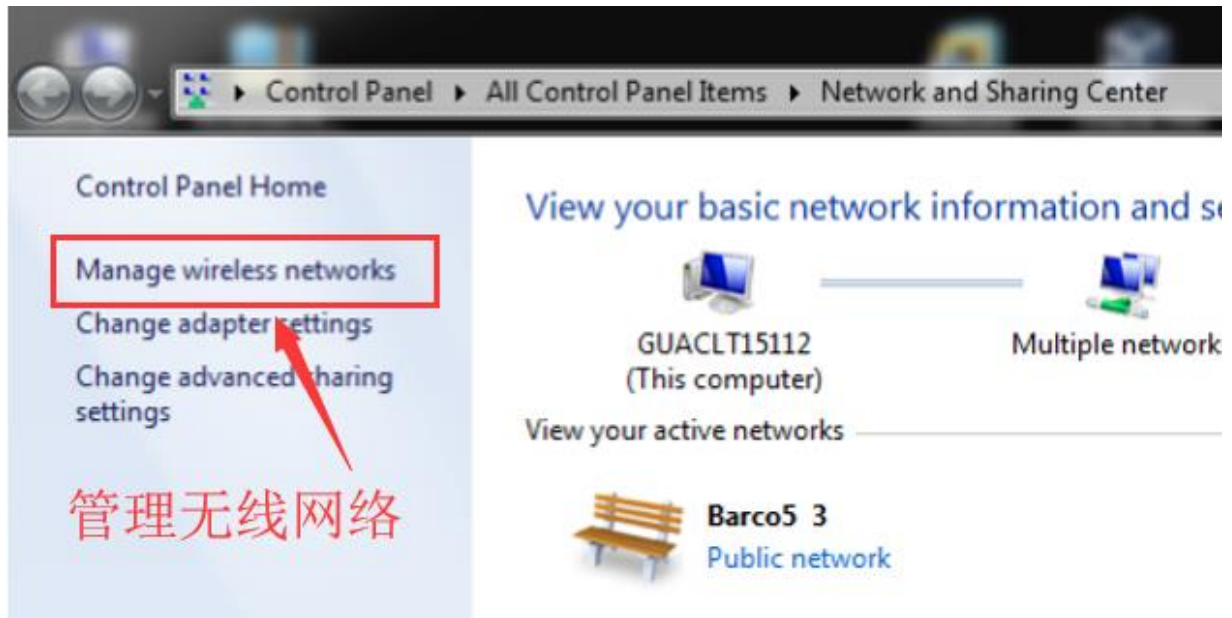 Control Panel ▸ All Control Panel Items ▸ Network and Sharing Center
Control Panel Home
Manage wireless networks
Change adapter settings
Change advanced sharing
settings
管理无线网络
View your basic network information and
GUACLT15112
(This computer)
Multiple network
View your active networks
Barco5 3
Public network